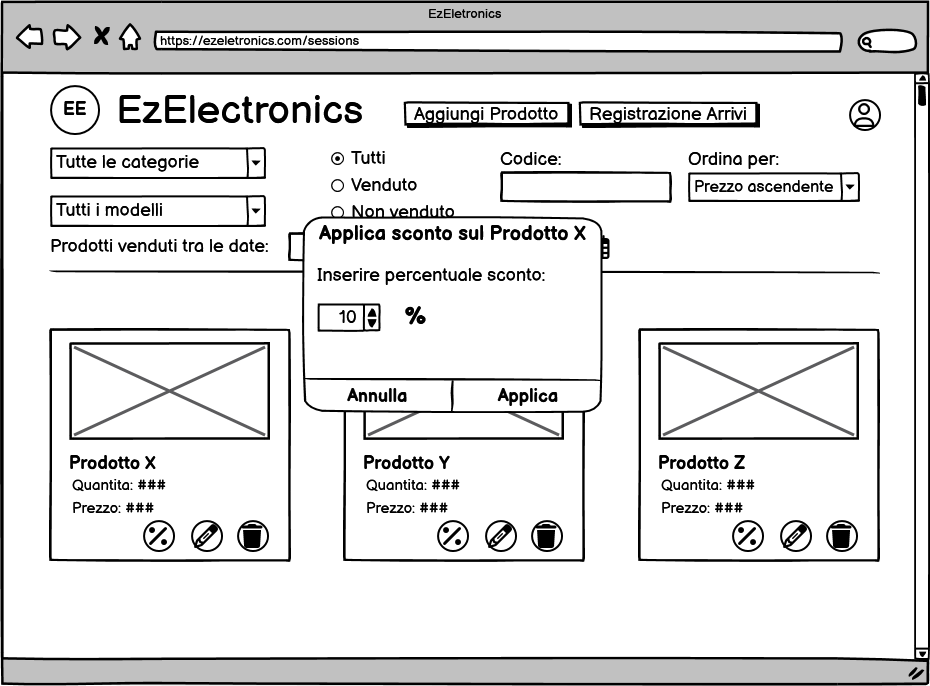 EzEletronics
https://ezeletronics.com/sessions
EE
EzElectronics
Aggiungi Prodotto
Registrazione Arrivi
Tutte le categorie
Tutti i modelli
Prodotti venduti tra le date:
Tutti
Venduto
Non venduto
Codice:
Ordina per:
Prezzo ascendente
Applica sconto sul Prodotto X
Inserire percentuale sconto:
10 %
Annulla
Applica
Prodotto X
Quantita: ###
Prezzo: ###
Prodotto Y
Quantita: ###
Prezzo: ###
Prodotto Z
Quantita: ###
Prezzo: ###